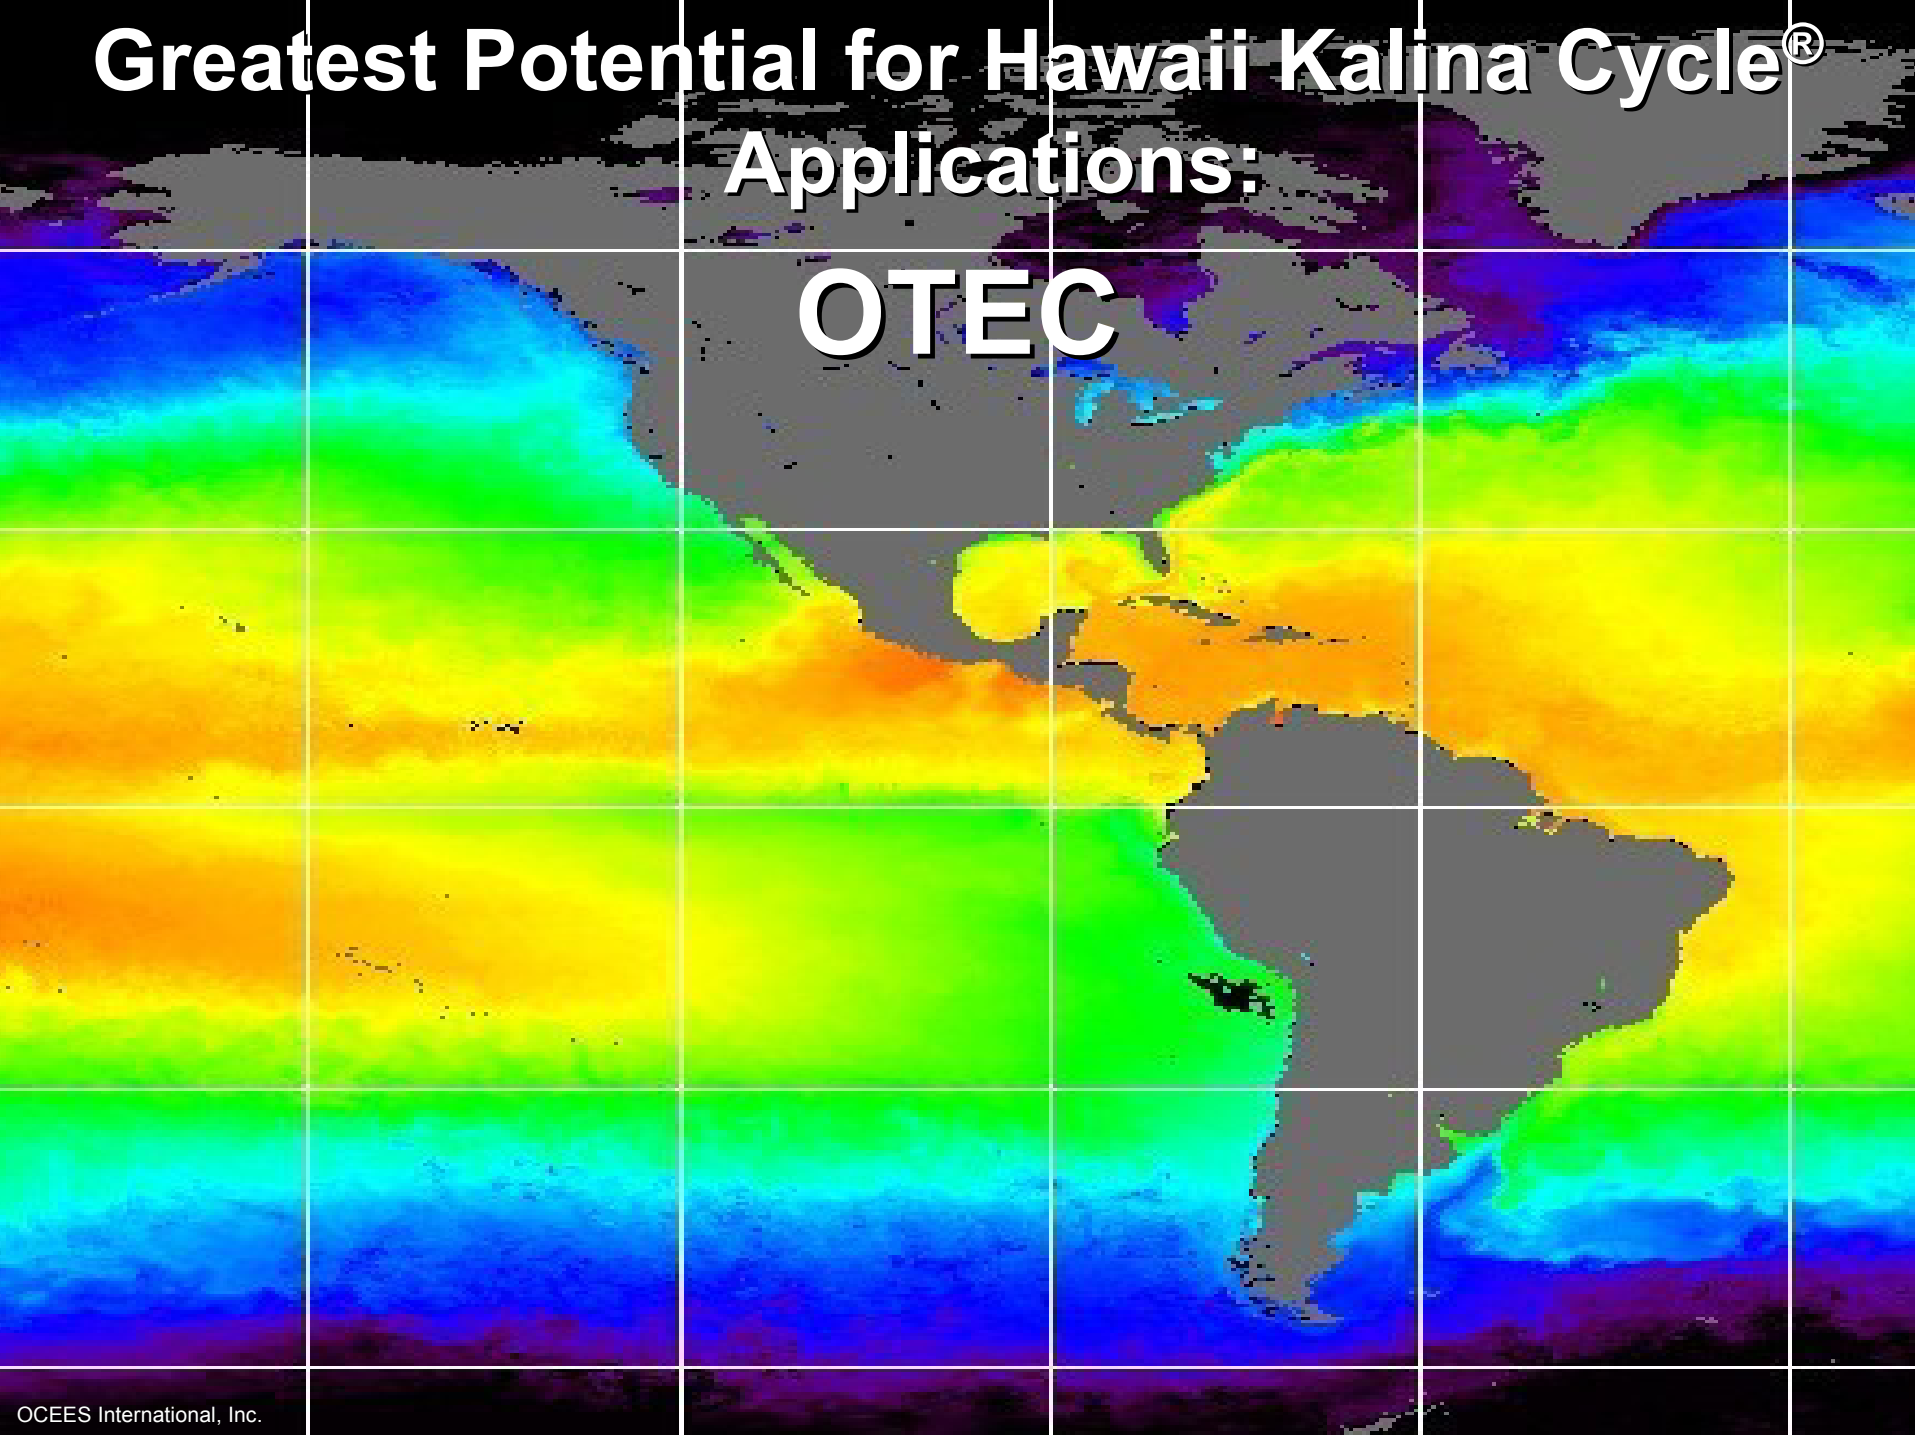 Greatest Potential for Hawaii Kalina Cycle®
Applications:
OTEC
OCEES International, Inc.